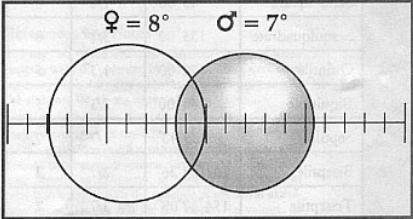 ♀ = 8° ♂ = 7°